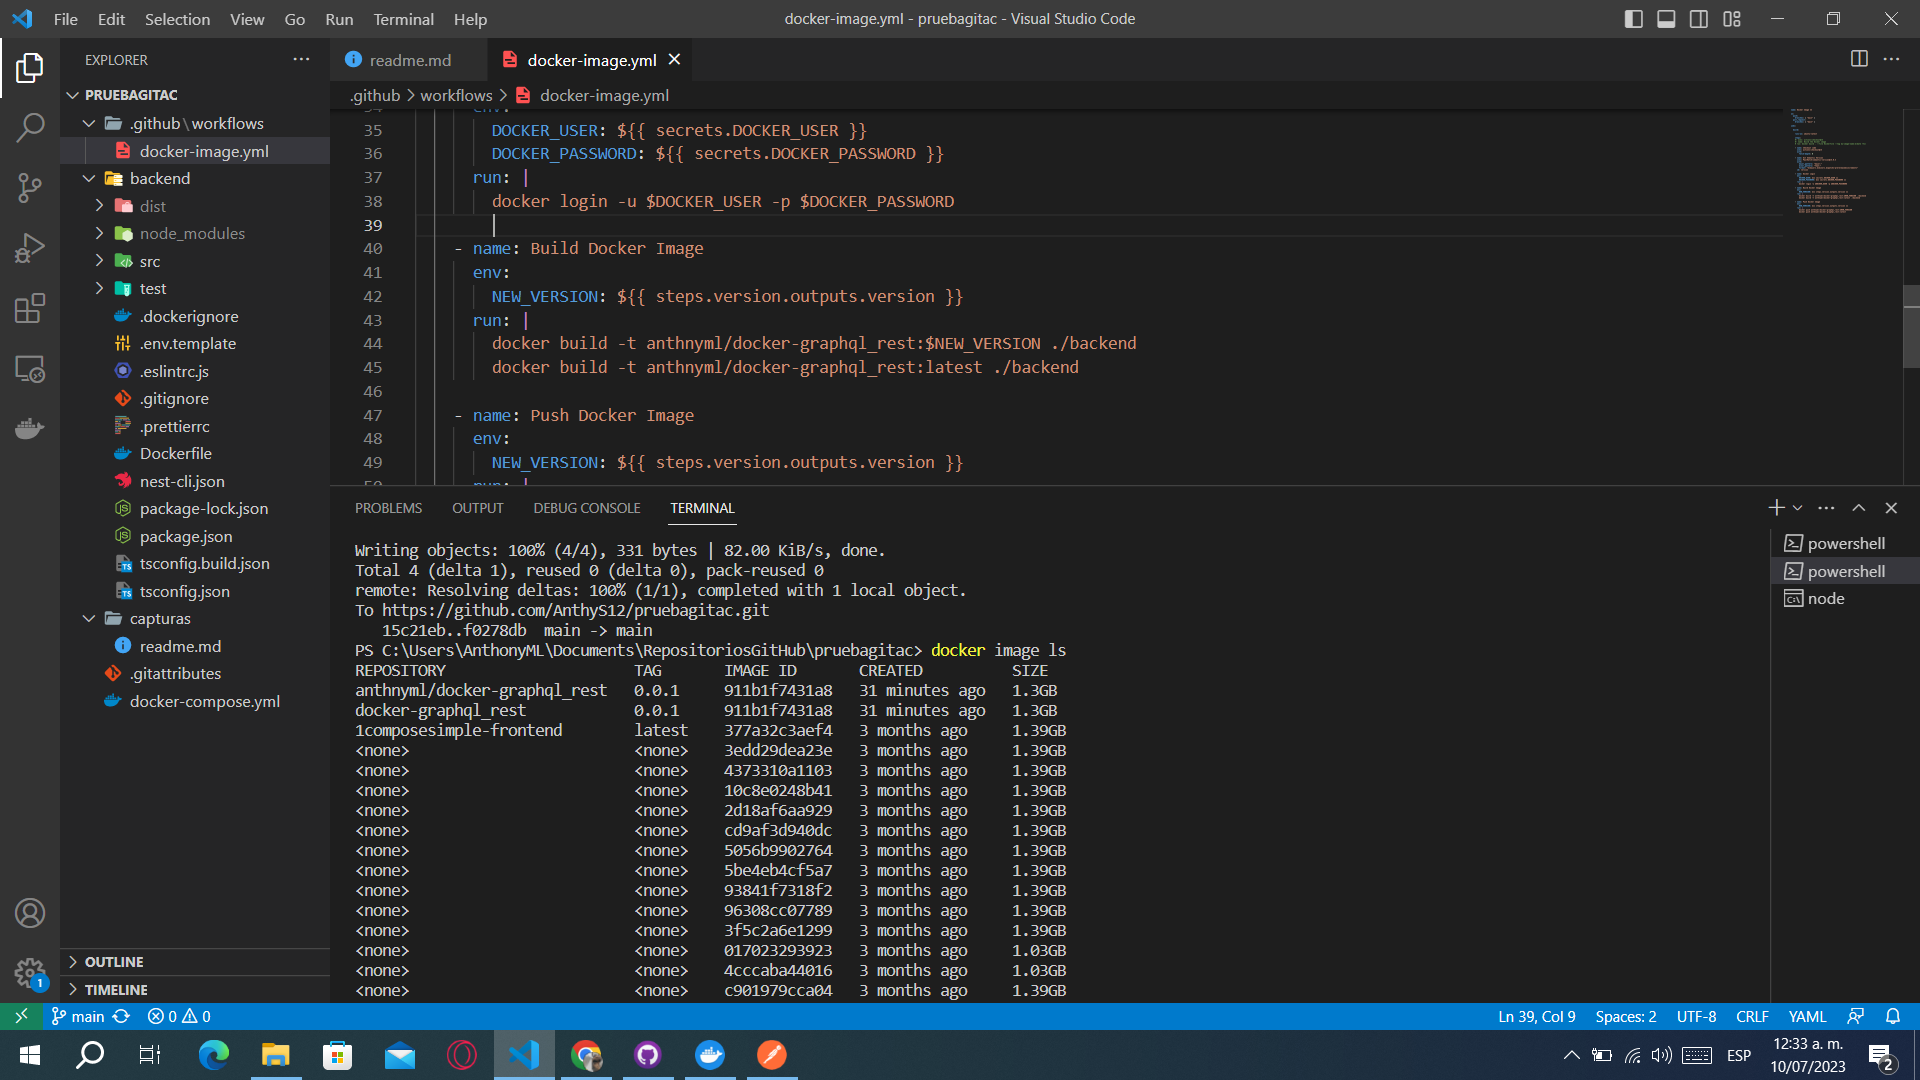 File Edit Selection View Go Run Terminal Help
docker-image.yml - pruebagitac - Visual Studio Code
EXPLORER
PRUEBAGITAC
.github\workflows
docker-image.yml
backend
dist
node_modules
src
test
.dockerignore
.env.template
.eslintrc.js
.gitignore
.prettierrc
Dockerfile
nest-cli.json
package-lock.json
package.json
tsconfig.build.json
tsconfig.json
capturas
readme.md
.gitattributes
docker-compose.yml
OUTLINE
TIMELINE
readme.md
docker-image.yml
.github > workflows > docker-image.yml
34 env:
35 DOCKER_USER: ${{ secrets.DOCKER_USER }}
36 DOCKER_PASSWORD: ${{ secrets.DOCKER_PASSWORD }}
37 run: |
38 docker login -u $DOCKER_USER -p $DOCKER_PASSWORD
39
40 - name: Build Docker Image
41 env:
42 NEW_VERSION: ${{ steps.version.outputs.version }}
43 run: |
44 docker build -t anthnyml/docker-graphql_rest:$NEW_VERSION ./backend
45 docker build -t anthnyml/docker-graphql_rest:latest ./backend
46
47 - name: Push Docker Image
48 env:
49 NEW_VERSION: ${{ steps.version.outputs.version }}
50 run: |
PROBLEMS OUTPUT DEBUG CONSOLE TERMINAL
Writing objects: 100% (4/4), 331 bytes | 82.00 KiB/s, done.
Total 4 (delta 1), reused 0 (delta 0), pack-reused 0
remote: Resolving deltas: 100% (1/1), completed with 1 local object.
To https://github.com/AnthyS12/pruebagitac.git
15c21eb..f0278db main -> main
PS C:\Users\AnthonyML\Documents\RepositoriosGitHub\pruebagitac> docker image ls
REPOSITORY TAG IMAGE ID CREATED SIZE
anthnyml/docker-graphql_rest 0.0.1 911b1f7431a8 31 minutes ago 1.3GB
docker-graphql_rest 0.0.1 911b1f7431a8 31 minutes ago 1.3GB
1composesimple-frontend latest 377a32c3aef4 3 months ago 1.39GB
<none> <none> 3edd29dea23e 3 months ago 1.39GB
<none> <none> 4373310a1103 3 months ago 1.39GB
<none> <none> 10c8e0248b41 3 months ago 1.39GB
<none> <none> 2d18af6aa929 3 months ago 1.39GB
<none> <none> cd9af3d940dc 3 months ago 1.39GB
<none> <none> 5056b9902764 3 months ago 1.39GB
<none> <none> 5be4eb4cf5a7 3 months ago 1.39GB
<none> <none> 93841f7318f2 3 months ago 1.39GB
<none> <none> 96308cc07789 3 months ago 1.39GB
<none> <none> 3f5c2a6e1299 3 months ago 1.39GB
<none> <none> 017023293923 3 months ago 1.03GB
<none> <none> 4cccaba44016 3 months ago 1.03GB
<none> <none> c901979cca04 3 months ago 1.39GB
powershell
powershell
node
1
main 0 0
Ln 39, Col 9 Spaces: 2 UTF-8 CRLF YAML
ESP
12:33 a. m.
10/07/2023
2